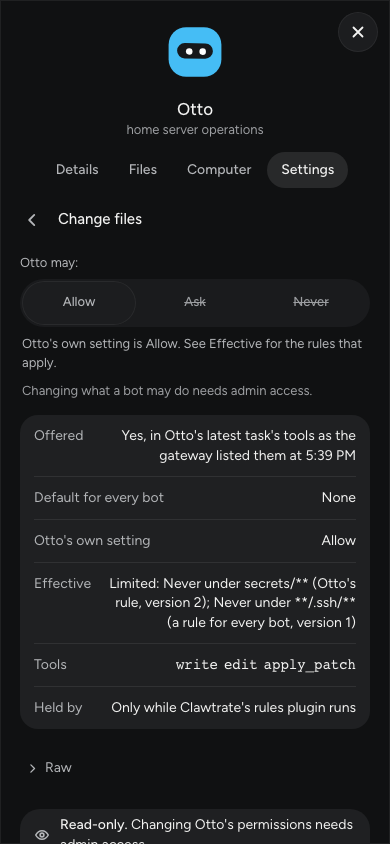 Otto
home server operations
Details Files Computer Settings
Change files
Otto may:
Allow Ask Never
Otto's own setting is Allow. See Effective for the rules that
apply.
Changing what a bot may do needs admin access.
Offered Yes, in Otto's latest task's tools as the
gateway listed them at 5:39 PM
Default for every bot None
Otto's own setting Allow
Effective Limited: Never under secrets/** (Otto's
rule, version 2); Never under **/.ssh/**
(a rule for every bot, version 1)
Tools write edit apply_patch
Held by Only while Clawtrate's rules plugin runs
Raw
Read-only. Changing Otto's permissions needs
admin access.